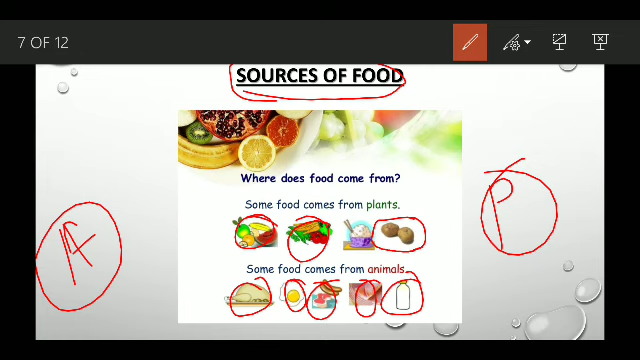 7 OF 12
SOURCES OF FOOD
Where does food come from?
Some food comes from plants.
Some food comes from animals.
A
P